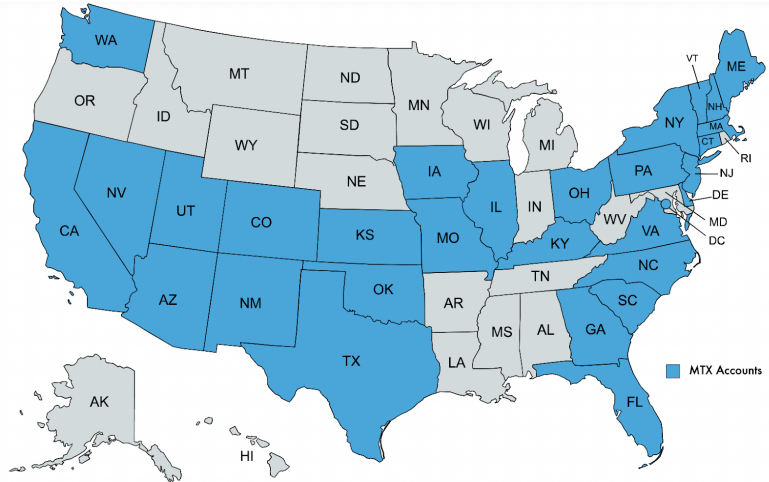 WA
MT
ND
MN
VT
ME
OR
ID
SD
WI
MI
NY
NH
MA
CT
RI
WY
NE
IA
PA
NJ
NV
UT
CO
IL
IN
OH
DE
CA
KS
MO
KY
WV
VA
MD
DC
AZ
NM
OK
AR
TN
NC
SC
MS
AL
GA
TX
LA
MTX Accounts
AK
HI
FL